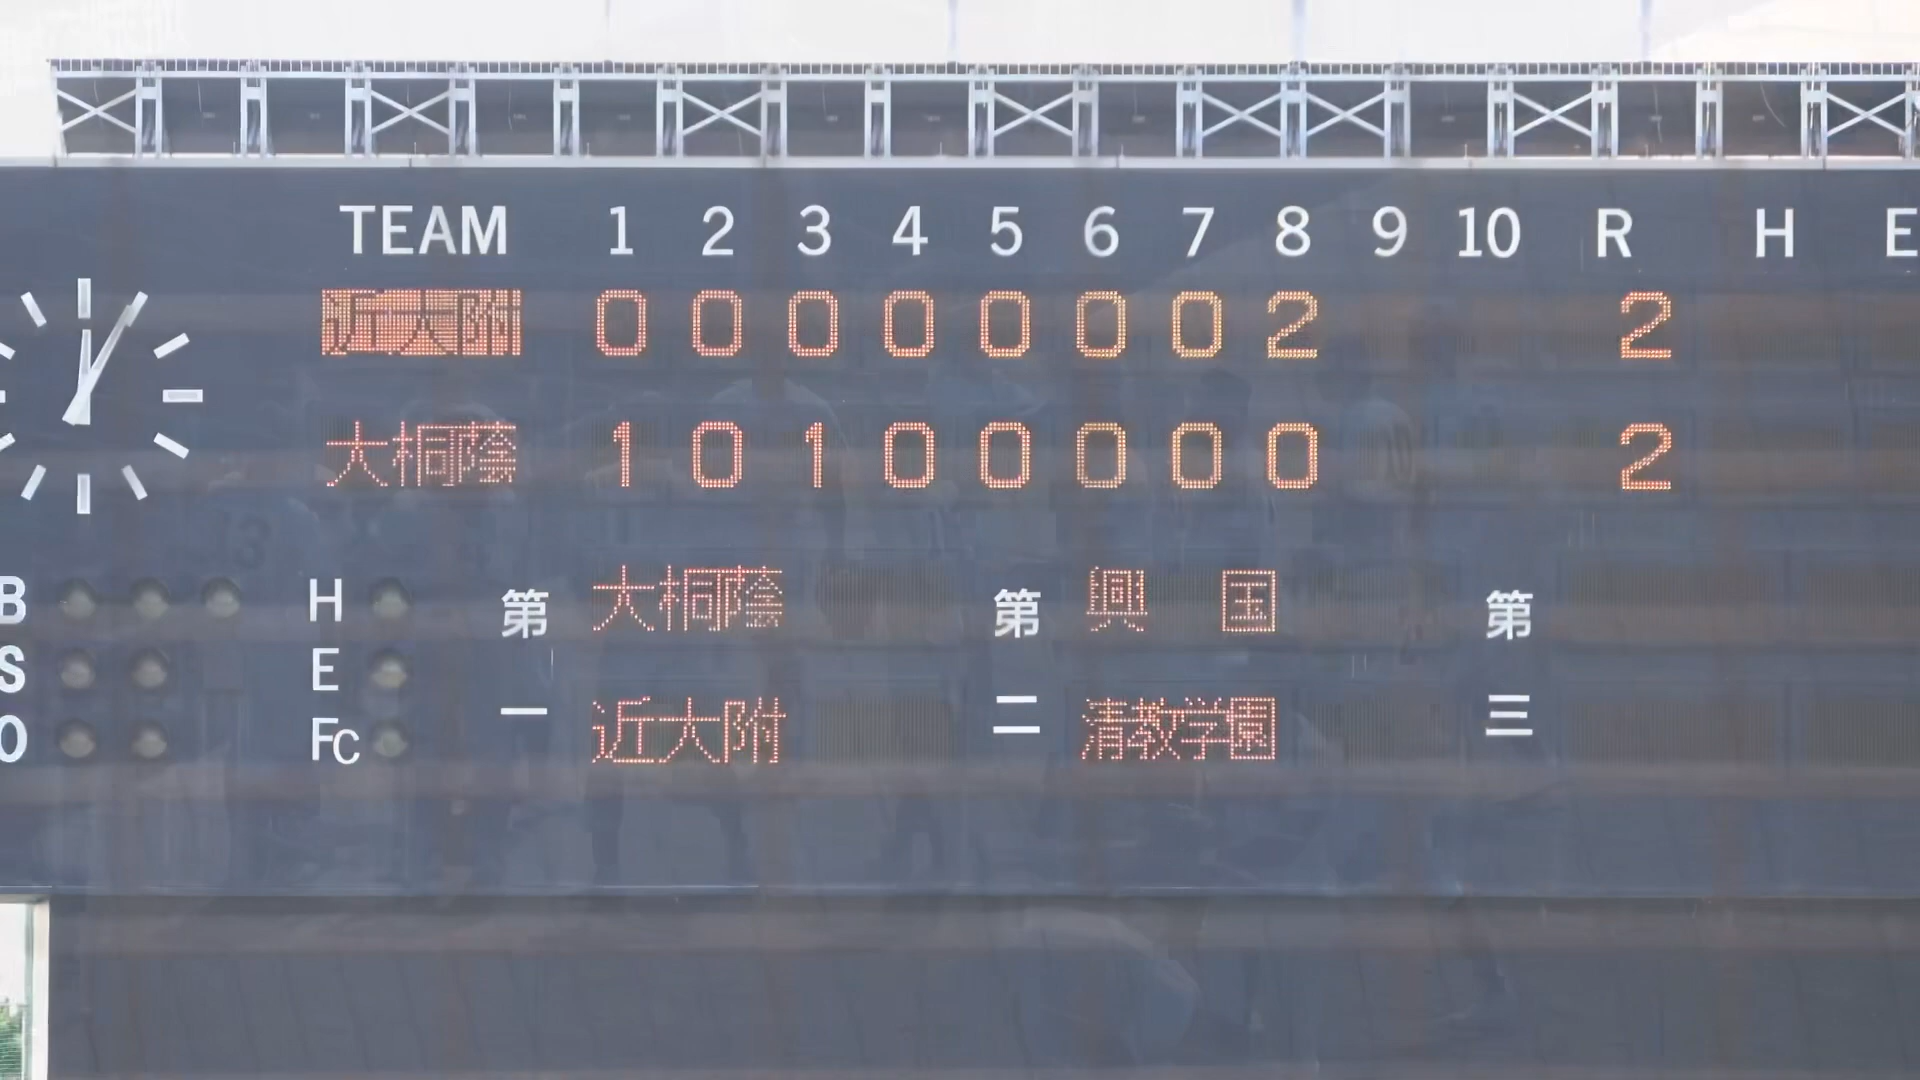 TEAM 1 2 3 4 5 6 7 8 9 10 R H E
近大附 0 0 0 0 0 0 0 2 2
大桐蔭 1 0 1 0 0 0 0 0 2
B H 第一 大桐蔭 第二 興国 第三
S E
O FC 近大附 清教学園